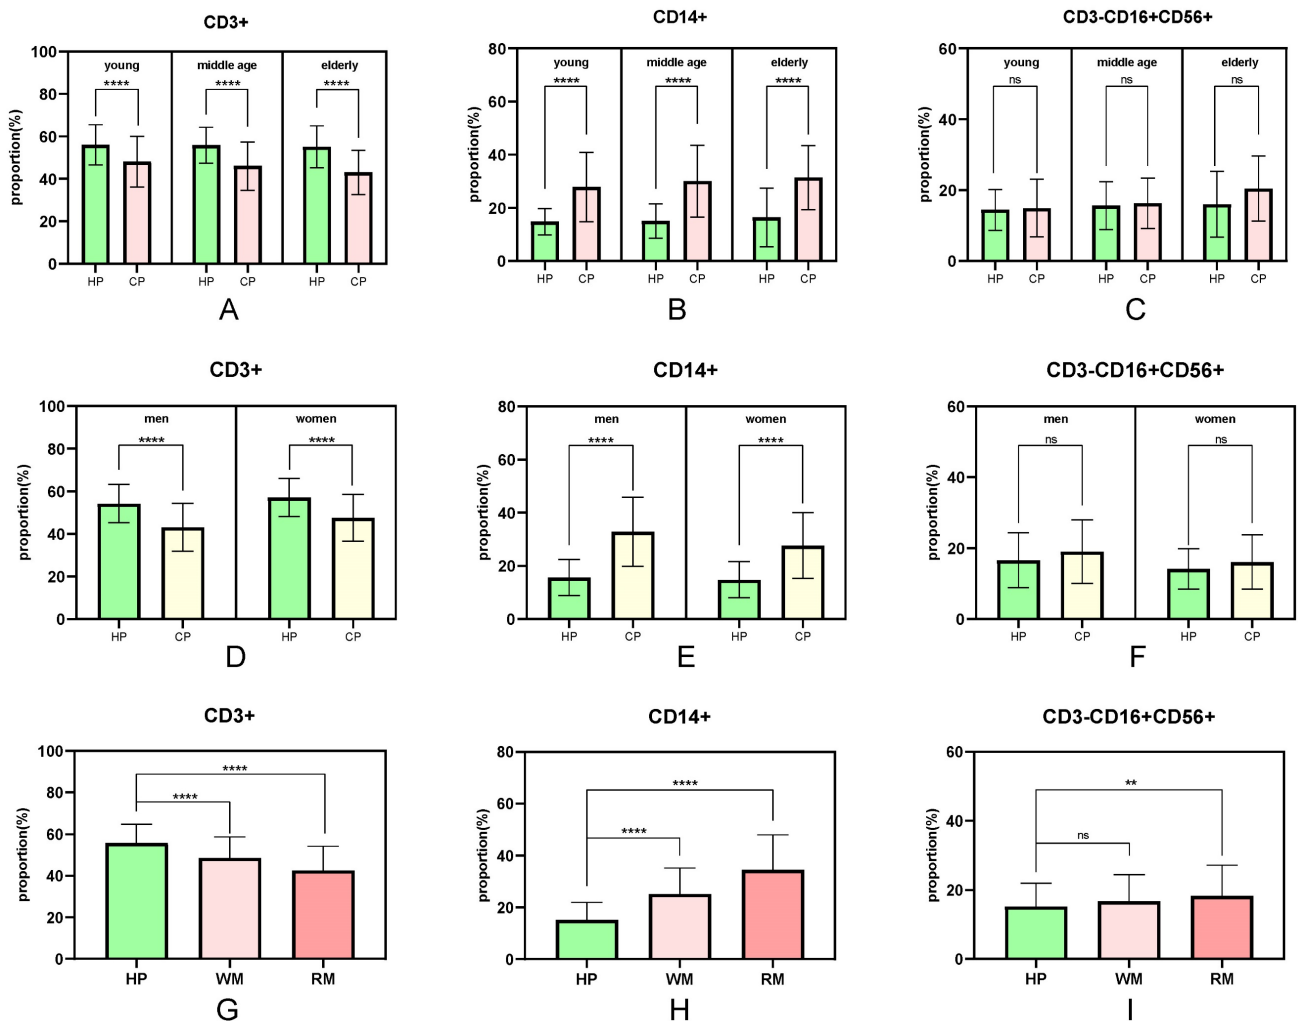 CD3+
proportion(%)
100
80
60
40
20
0
young
middle age
elderly
****
****
****
HP
CP
HP
CP
HP
CP
A
CD14+
proportion(%)
80
60
40
20
0
young
middle age
elderly
****
****
****
HP
CP
HP
CP
HP
CP
B
CD3-CD16+CD56+
proportion(%)
60
40
20
0
young
middle age
elderly
ns
ns
ns
HP
CP
HP
CP
HP
CP
C
CD3+
proportion(%)
100
80
60
40
20
0
men
women
****
****
HP
CP
HP
CP
D
CD14+
proportion(%)
80
60
40
20
0
men
women
****
****
HP
CP
HP
CP
E
CD3-CD16+CD56+
proportion(%)
60
40
20
0
men
women
ns
ns
HP
CP
HP
CP
F
CD3+
proportion(%)
100
80
60
40
20
0
****
****
HP
WM
RM
G
CD14+
proportion(%)
80
60
40
20
0
****
****
HP
WM
RM
H
CD3-CD16+CD56+
proportion(%)
60
40
20
0
**
ns
HP
WM
RM
I